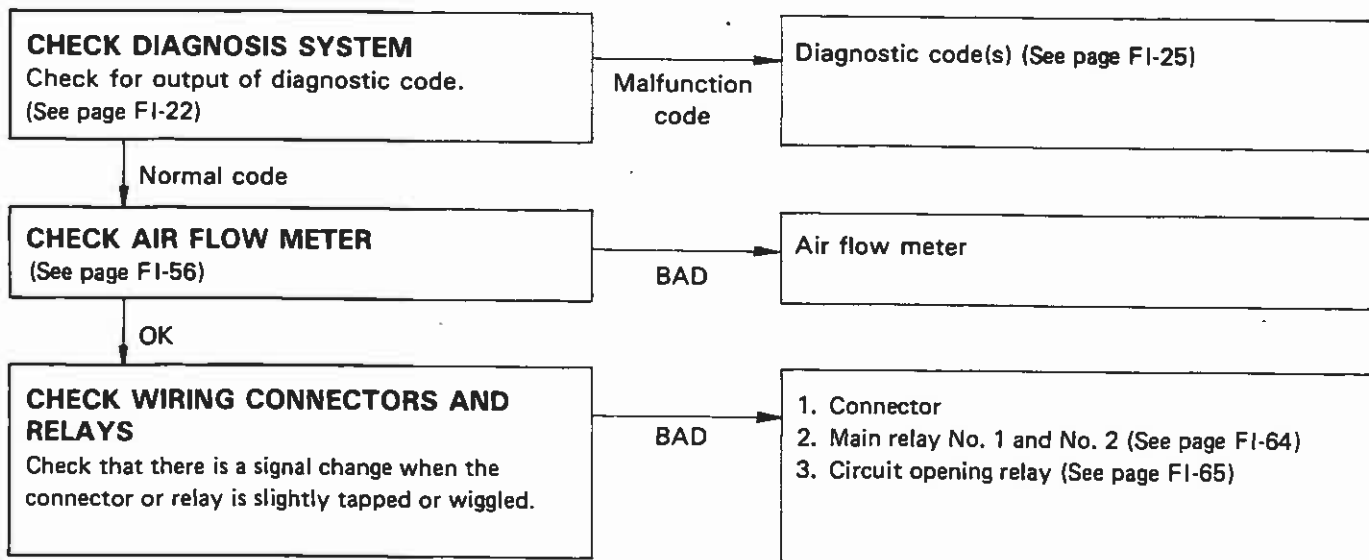 CHECK DIAGNOSIS SYSTEM
Check for output of diagnostic code.
(See page FI-22)
Malfunction
code
Diagnostic code(s) (See page FI-25)
Normal code
CHECK AIR FLOW METER
(See page FI-56)
BAD
Air flow meter
OK
CHECK WIRING CONNECTORS AND
RELAYS
Check that there is a signal change when the
connector or relay is slightly tapped or wiggled.
BAD
1. Connector
2. Main relay No. 1 and No. 2 (See page FI-64)
3. Circuit opening relay (See page FI-65)